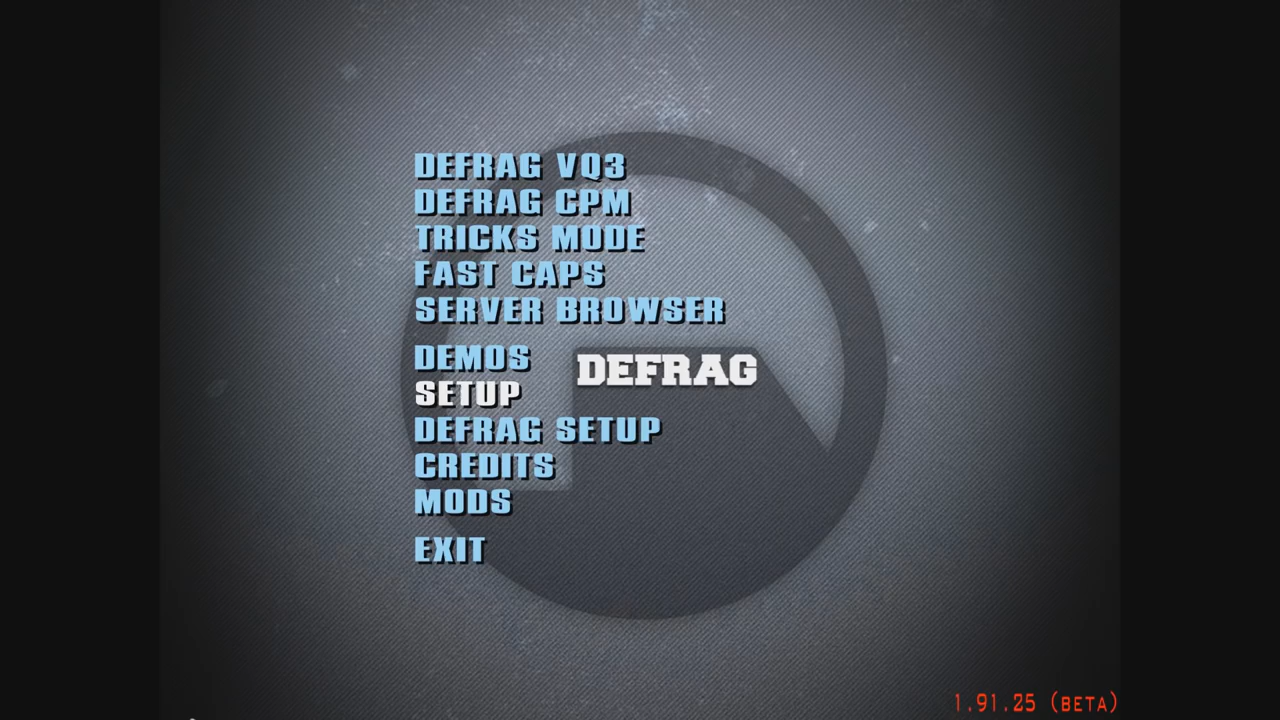 DEFRAG VQ3
DEFRAG CPM
TRICKS MODE
FAST CAPS
SERVER BROWSER
DEMOS
DEFRAG
SETUP
DEFRAG SETUP
CREDITS
MODS
EXIT
1.91.25 (BETA)